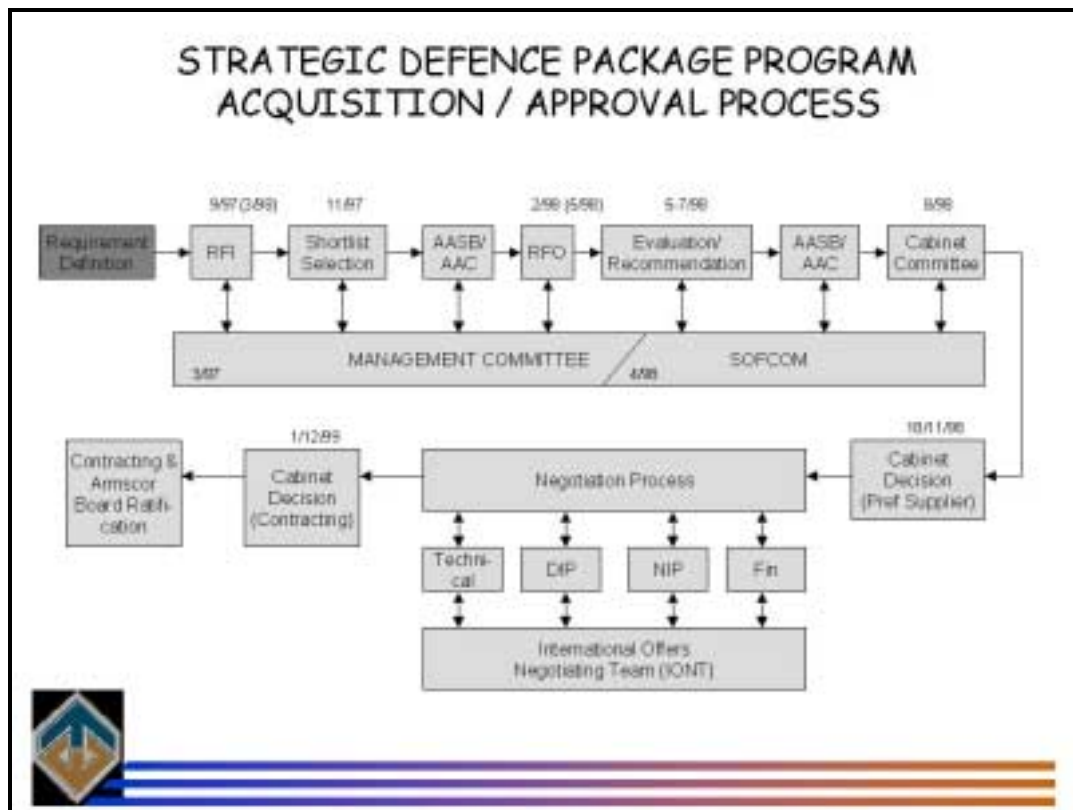 STRATEGIC DEFENCE PACKAGE PROGRAM
ACQUISITION / APPROVAL PROCESS
9/97 (3/98)
11/97
2/98 (5/98)
5-7/98
8/98
Requirement
Definition
RFI
Shortlist
Selection
AASB/
AAC
RFO
Evaluation/
Recommendation
AASB/
AAC
Cabinet
Committee
MANAGEMENT COMMITTEE
SOFCOM
3/97
4/98
1/12/99
Contracting &
Armscor
Board Ratifi-
cation
Cabinet
Decision
(Contracting)
Negotiation Process
Cabinet
Decision
(Pref Supplier)
Techni-
cal
DIP
NIP
Fin
International Offers
Negotiating Team (IONT)